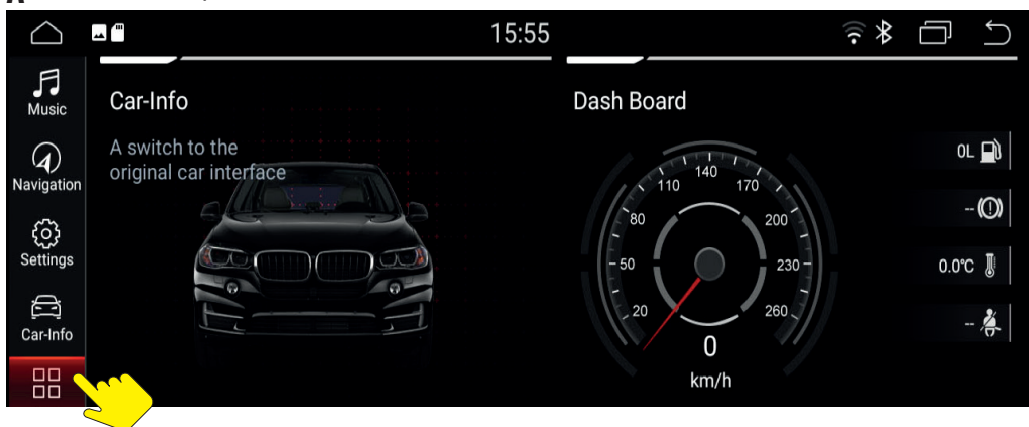 15:55
Music
Navigation
Settings
Car-Info
Car-Info
A switch to the
original car interface
Dash Board
20
50
80
110
140
170
200
230
260
0
km/h
0L
--
0.0°C
--